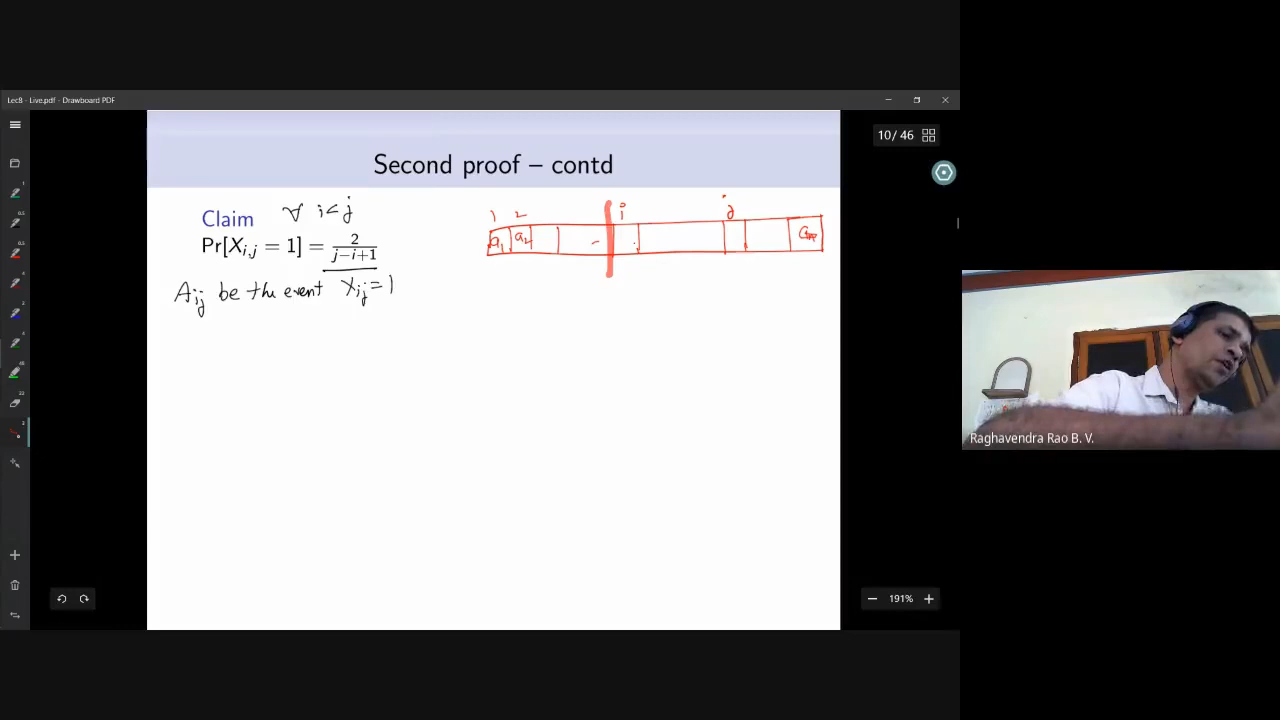 Lec8 - Live.pdf - Drawboard PDF
10/ 46
Second proof – contd
Claim ∀ i<j
Pr[X_{i,j} = 1] = 2/(j−i+1)
A_{ij} be the event X_{ij}=1
1 2 i j
a_1 a_2 -
Raghavendra Rao B. V.
191%